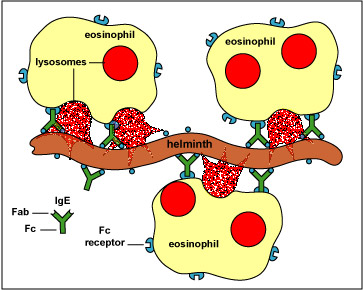 eosinophil
eosinophil
lysosomes
helminth
IgE
Fab
Fc
Fc
receptor
eosinophil